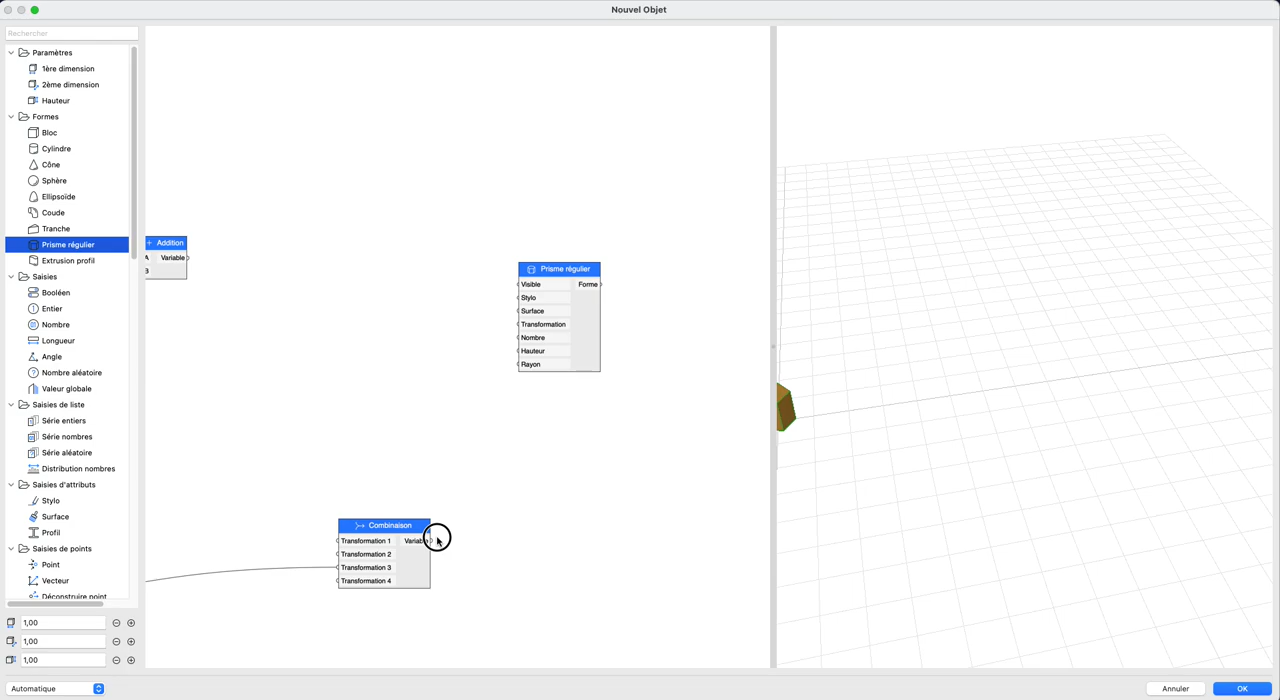 Nouvel Objet
Rechercher
Paramètres
1ère dimension
2ème dimension
Hauteur
Formes
Bloc
Cylindre
Cône
Sphère
Ellipsoïde
Coude
Tranche
Prisme régulier
Extrusion profil
Saisies
Booléen
Entier
Nombre
Longueur
Angle
Nombre aléatoire
Valeur globale
Saisies de liste
Série entiers
Série nombres
Série aléatoire
Distribution nombres
Saisies d'attributs
Stylo
Surface
Profil
Saisies de points
Point
Vecteur
Déconstruire point
1,00
1,00
1,00
Automatique
Addition
A Variable
B
Prisme régulier
Visible Forme
Stylo
Surface
Transformation
Nombre
Hauteur
Rayon
Combinaison
Transformation 1 Variable
Transformation 2
Transformation 3
Transformation 4
Annuler OK